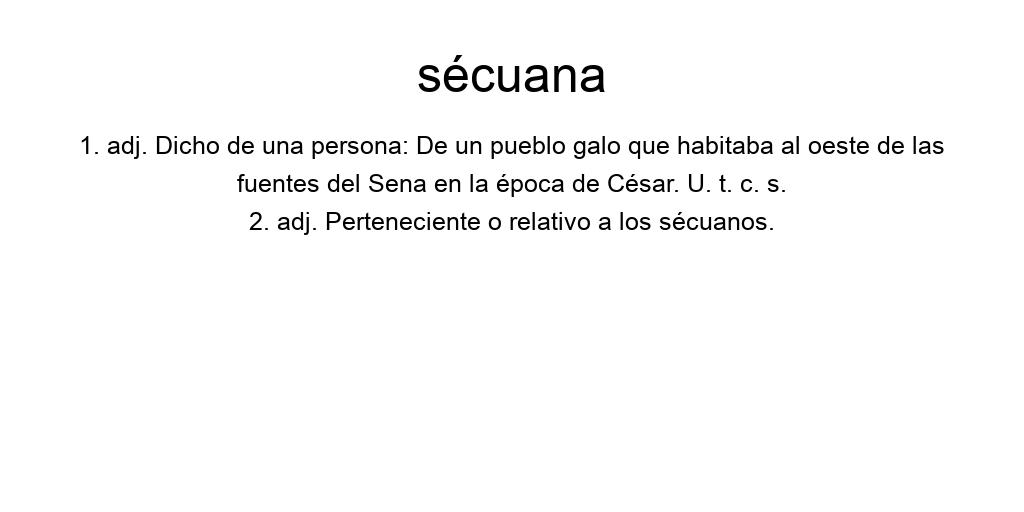 sécuana
1. adj. Dicho de una persona: De un pueblo galo que habitaba al oeste de las
fuentes del Sena en la época de César. U. t. c. s.
2. adj. Perteneciente o relativo a los sécuanos.